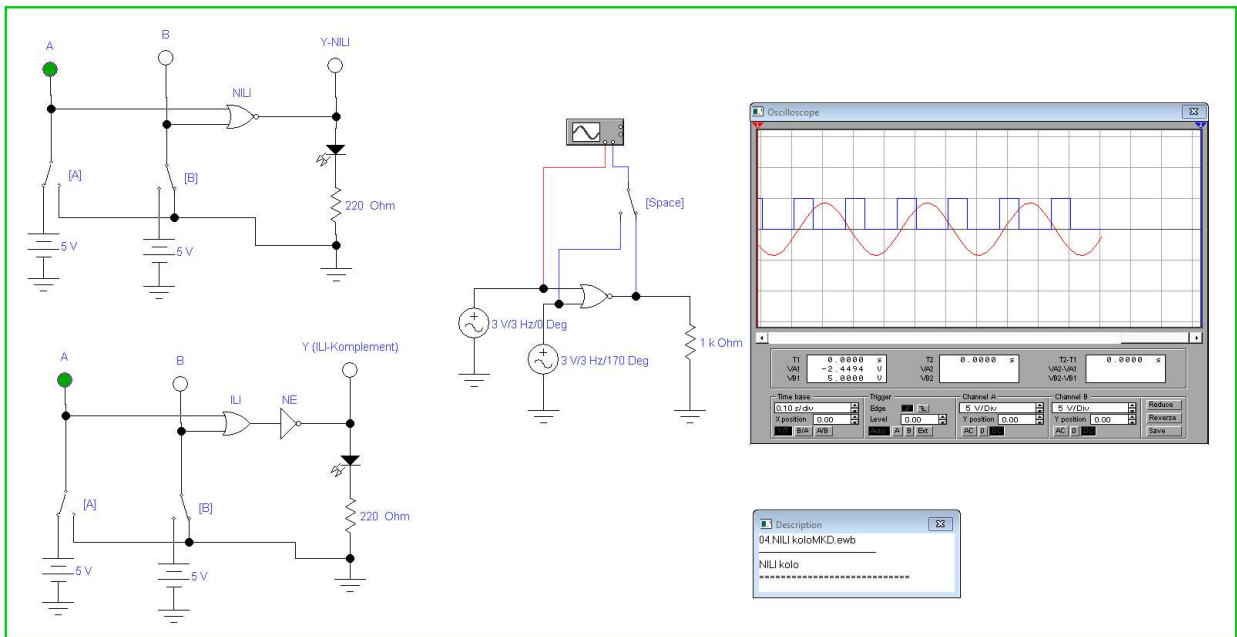 A
B
Y-NILI
NILI
[A]
[B]
220 Ohm
5 V
5 V
A
B
Y (ILI-Komplement)
ILI
NE
[A]
[B]
220 Ohm
5 V
5 V
[Space]
3 V/3 Hz/0 Deg
3 V/3 Hz/170 Deg
1 k Ohm
Oscilloscope
1
2
T1 0.0000 s T2 0.0000 s T2-T1 0.0000 s
VA1 -2.4494 V VA2 VA2-VA1
VB1 5.0000 V VB2 VB2-VB1
Time base Trigger Channel A Channel B
0.10 s/div Edge 5 V/Div 5 V/Div Reduce
X position 0.00 Level 0.00 Y position 0.00 Y position 0.00 Reverse
Y/T B/A A/B Auto A B Ext AC 0 DC AC 0 DC Save
Description
04.NILI koloMKD.ewb
NILI kolo
===========================